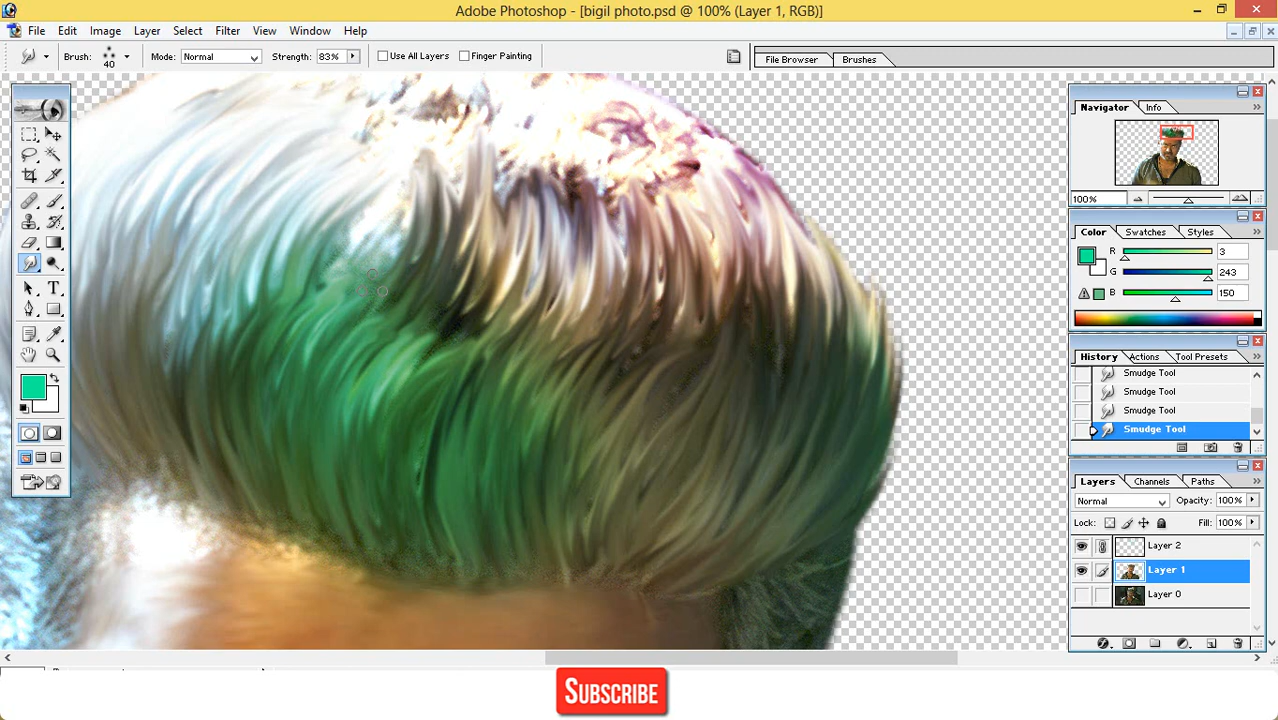 Adobe Photoshop - [bigil photo.psd @ 100% (Layer 1, RGB)]
File Edit Image Layer Select Filter View Window Help
Brush: 40 Mode: Normal Strength: 83% Use All Layers Finger Painting File Browser Brushes
Navigator Info
100%
Color Swatches Styles
R 3
G 243
B 150
History Actions Tool Presets
Smudge Tool
Smudge Tool
Smudge Tool
Smudge Tool
Layers Channels Paths
Normal Opacity: 100%
Lock: Fill: 100%
Layer 2
Layer 1
Layer 0
SUBSCRIBE